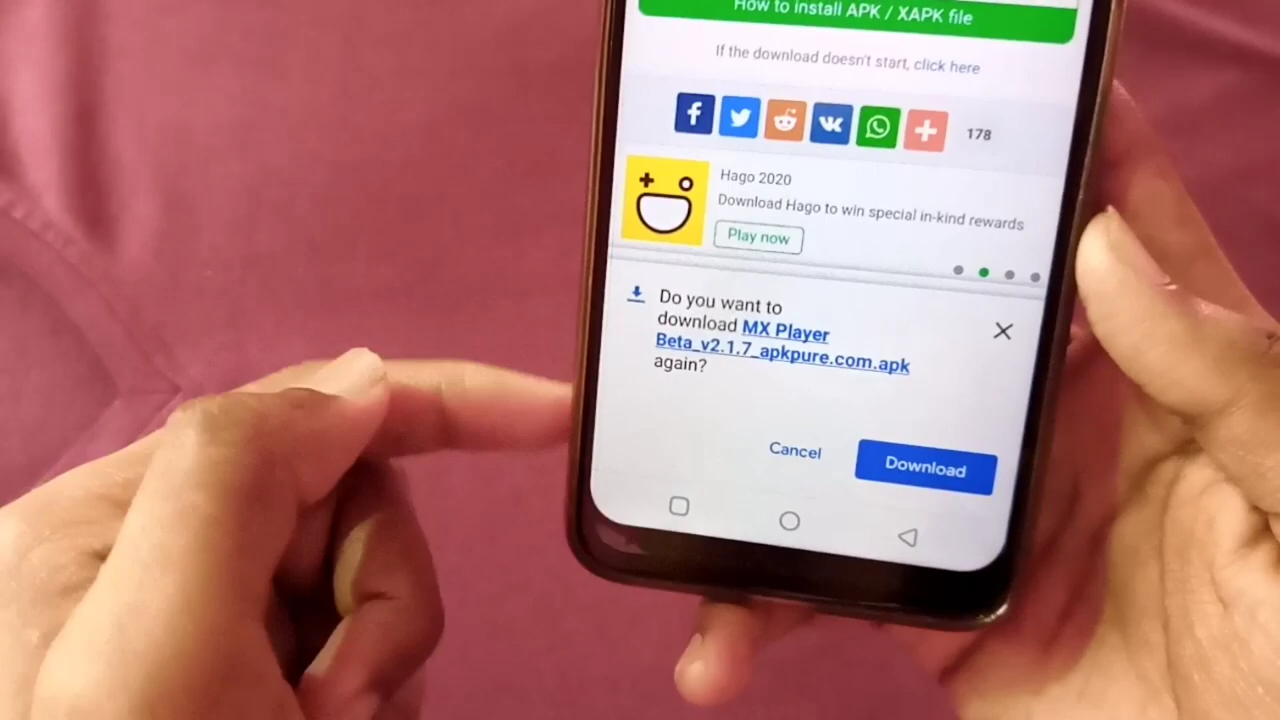 How to install APK / XAPK file
If the download doesn't start, click here
178
Hago 2020
Download Hago to win special in-kind rewards
Play now
Do you want to
download MX Player
Beta_v2.1.7_apkpure.com.apk
again?
Cancel
Download